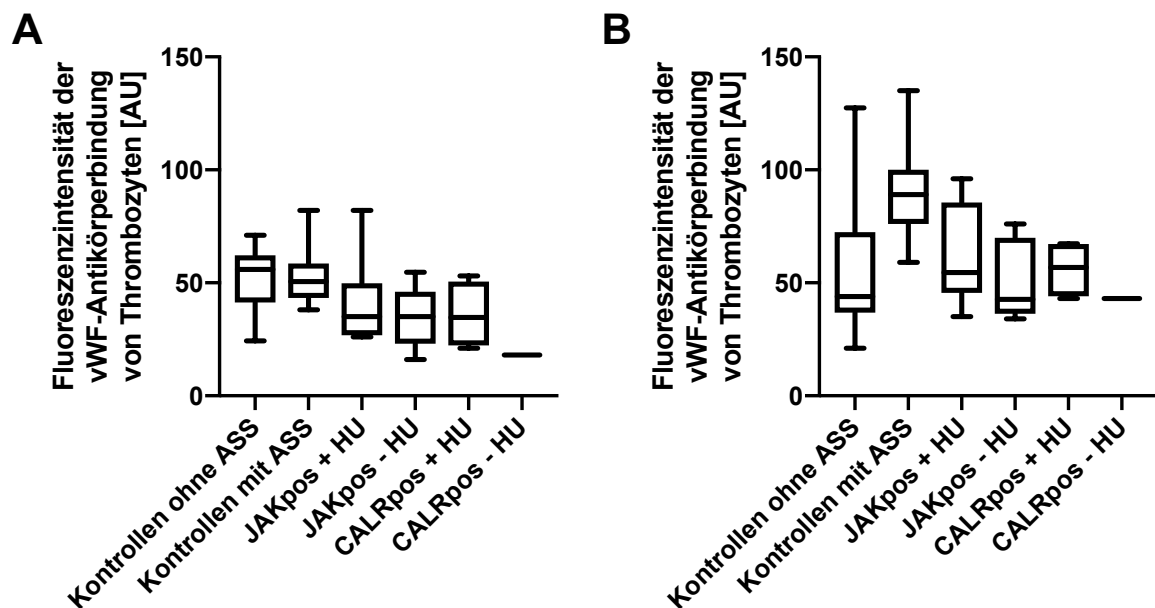 A
Fluoreszenzintensität der
vWF-Antikörperbindung
von Thrombozyten [AU]
150
100
50
0
Kontrollen ohne ASS
Kontrollen mit ASS
JAKpos + HU
JAKpos - HU
CALRpos + HU
CALRpos - HU
B
Fluoreszenzintensität der
vWF-Antikörperbindung
von Thrombozyten [AU]
150
100
50
0
Kontrollen ohne ASS
Kontrollen mit ASS
JAKpos + HU
JAKpos - HU
CALRpos + HU
CALRpos - HU